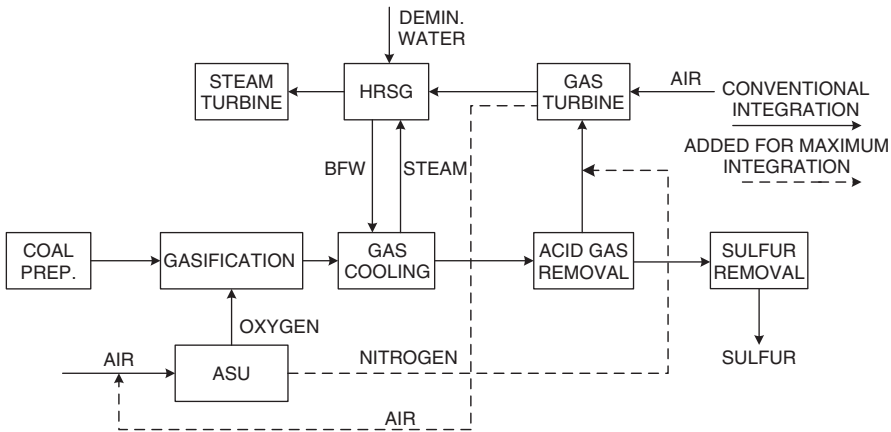 DEMIN.
WATER
STEAM
TURBINE
HRSG
GAS
TURBINE
AIR
CONVENTIONAL
INTEGRATION
ADDED FOR MAXIMUM
INTEGRATION
BFW
STEAM
COAL
PREP.
GASIFICATION
GAS
COOLING
ACID GAS
REMOVAL
SULFUR
REMOVAL
OXYGEN
AIR
ASU
NITROGEN
SULFUR
AIR